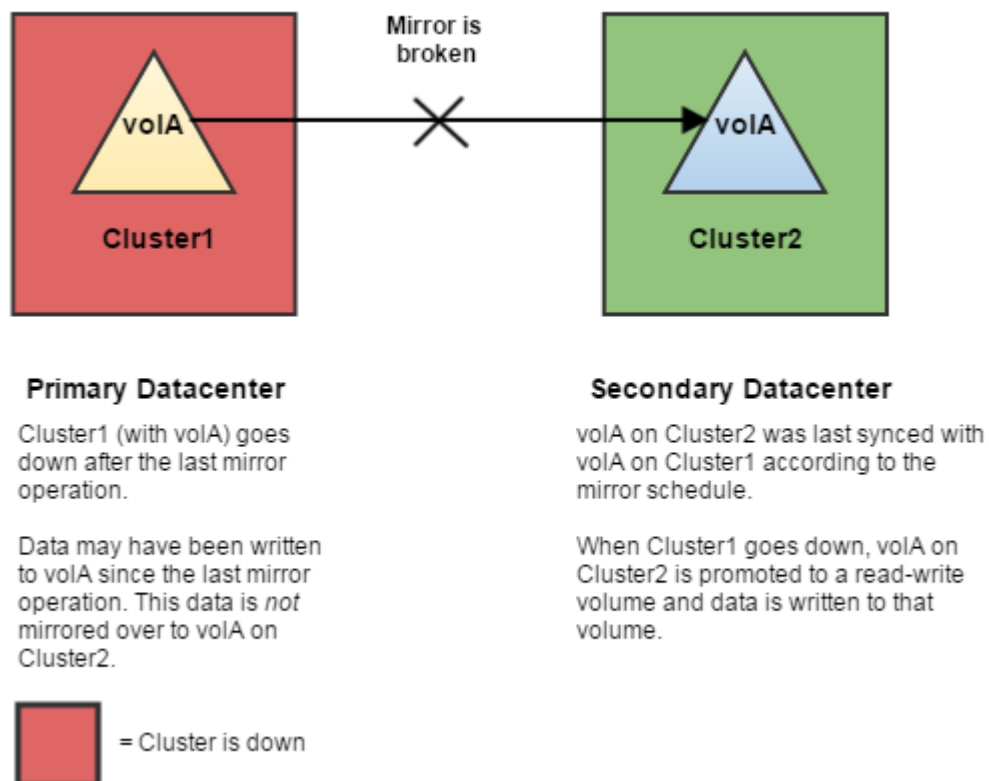 Mirror is
broken
volA
volA
Cluster1
Cluster2
Primary Datacenter
Cluster1 (with volA) goes
down after the last mirror
operation.
Data may have been written
to volA since the last mirror
operation. This data is not
mirrored over to volA on
Cluster2.
Secondary Datacenter
volA on Cluster2 was last synced with
volA on Cluster1 according to the
mirror schedule.
When Cluster1 goes down, volA on
Cluster2 is promoted to a read-write
volume and data is written to that
volume.
= Cluster is down